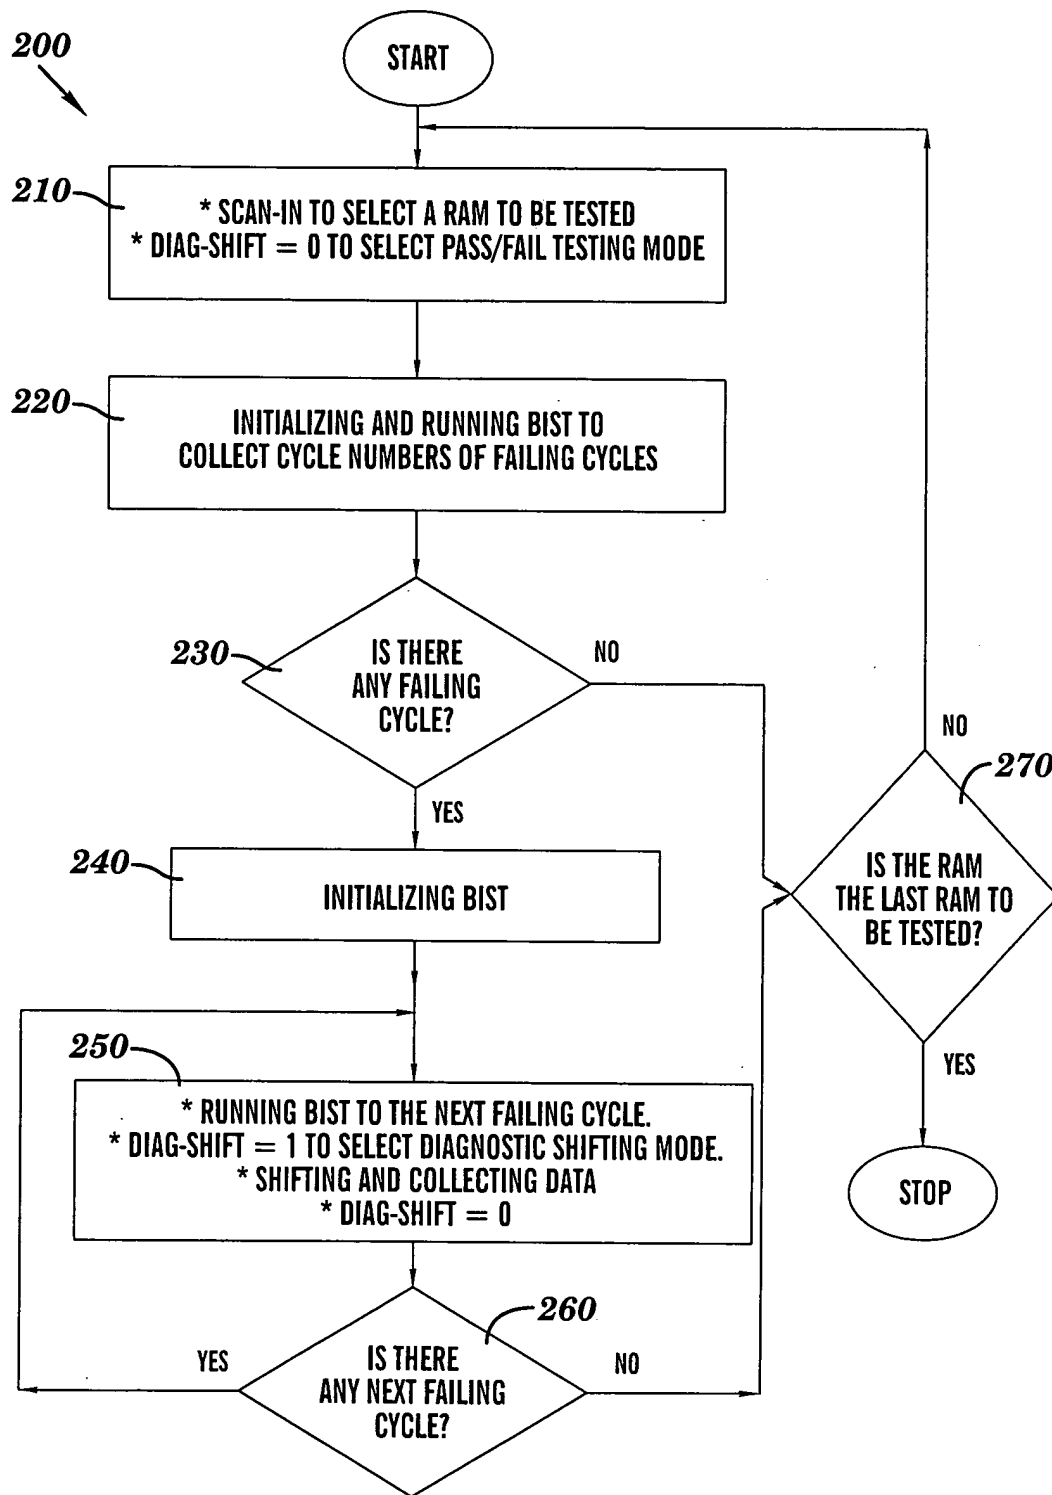 200
START
210
* SCAN-IN TO SELECT A RAM TO BE TESTED
* DIAG-SHIFT = 0 TO SELECT PASS/FAIL TESTING MODE
220
INITIALIZING AND RUNNING BIST TO
COLLECT CYCLE NUMBERS OF FAILING CYCLES
230
IS THERE
ANY FAILING
CYCLE?
NO
YES
240
INITIALIZING BIST
250
* RUNNING BIST TO THE NEXT FAILING CYCLE.
* DIAG-SHIFT = 1 TO SELECT DIAGNOSTIC SHIFTING MODE.
* SHIFTING AND COLLECTING DATA
* DIAG-SHIFT = 0
260
IS THERE
ANY NEXT FAILING
CYCLE?
YES
NO
270
IS THE RAM
THE LAST RAM TO
BE TESTED?
NO
YES
STOP